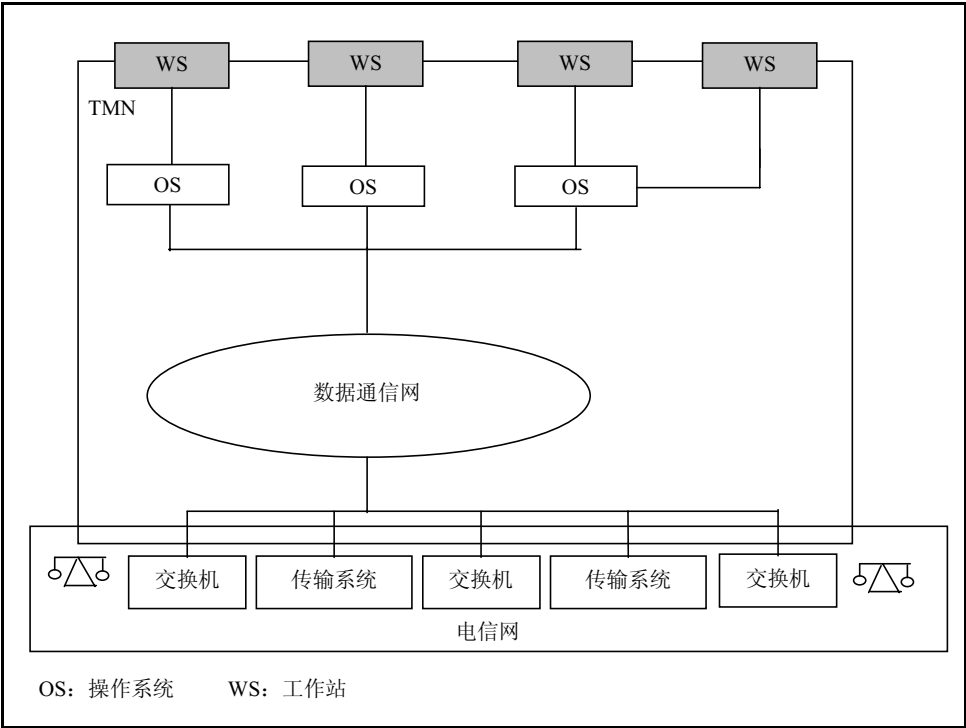 WS WS WS WS
TMN
OS OS OS
数据通信网
交换机 传输系统 交换机 传输系统 交换机
电信网
OS：操作系统 WS：工作站